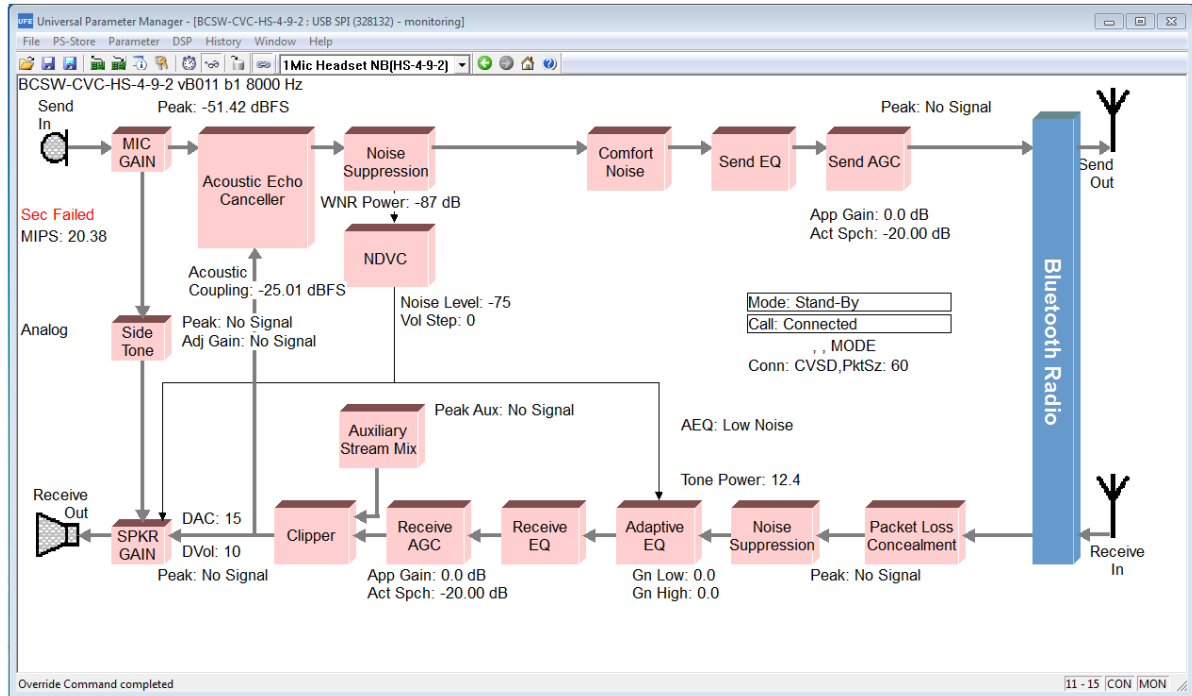 UFE Universal Parameter Manager - [BCSW-CVC-HS-4-9-2 : USB SPI (328132) - monitoring]
File PS-Store Parameter DSP History Window Help
1Mic Headset NB(HS-4-9-2)
BCSW-CVC-HS-4-9-2 vB011 b1 8000 Hz
Send
In
Peak: -51.42 dBFS
Peak: No Signal
MIC
GAIN
Acoustic Echo
Canceller
Noise
Suppression
Comfort
Noise
Send EQ
Send AGC
Send
Out
WNR Power: -87 dB
Sec Failed
MIPS: 20.38
App Gain: 0.0 dB
Act Spch: -20.00 dB
NDVC
Acoustic
Coupling: -25.01 dBFS
Noise Level: -75
Vol Step: 0
Mode: Stand-By
Call: Connected
, , MODE
Conn: CVSD,PktSz: 60
Bluetooth Radio
Analog
Side
Tone
Peak: No Signal
Adj Gain: No Signal
Auxiliary
Stream Mix
Peak Aux: No Signal
AEQ: Low Noise
Tone Power: 12.4
Receive
Out
DAC: 15
SPKR
GAIN
DVol: 10
Peak: No Signal
Clipper
Receive
AGC
Receive
EQ
Adaptive
EQ
Noise
Suppression
Packet Loss
Concealment
Receive
In
App Gain: 0.0 dB
Act Spch: -20.00 dB
Gn Low: 0.0
Gn High: 0.0
Peak: No Signal
Override Command completed
11 - 15 CON MON